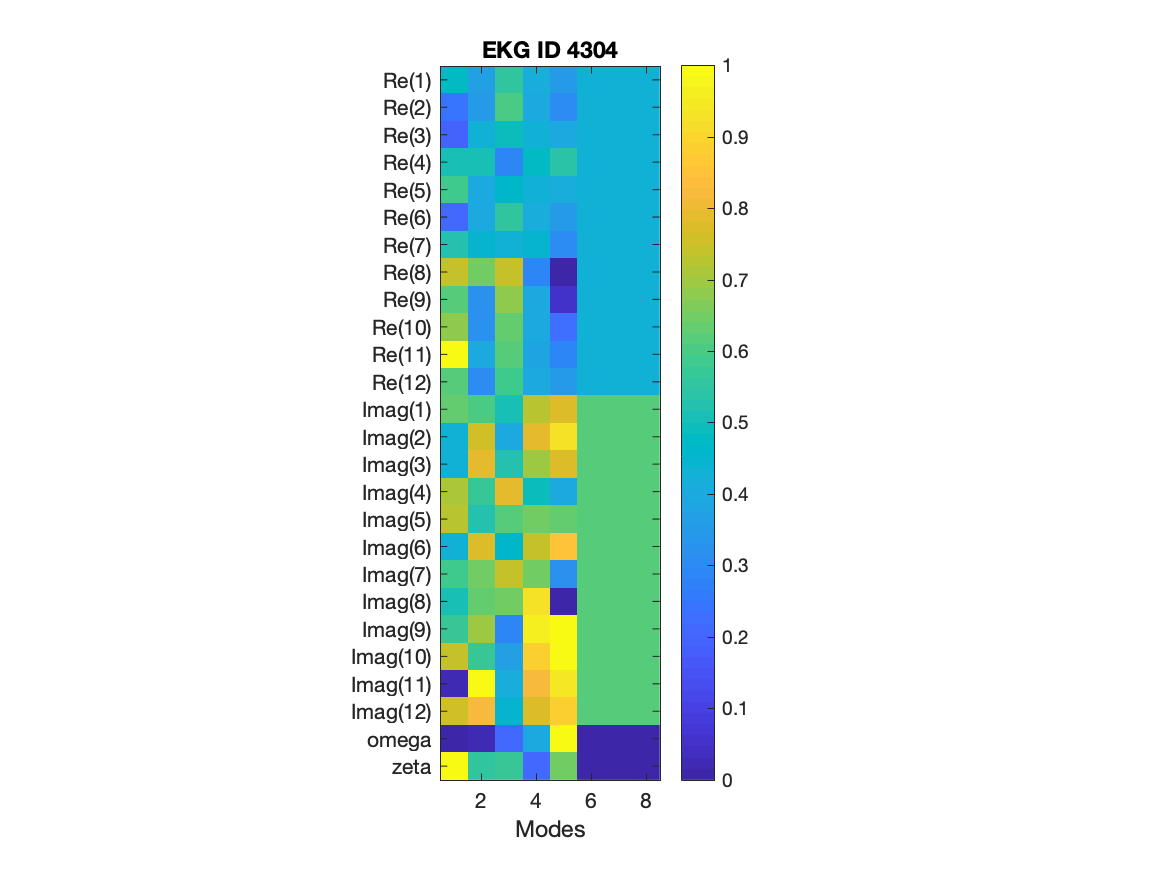 EKG ID 4304
Re(1)
Re(2)
Re(3)
Re(4)
Re(5)
Re(6)
Re(7)
Re(8)
Re(9)
Re(10)
Re(11)
Re(12)
Imag(1)
Imag(2)
Imag(3)
Imag(4)
Imag(5)
Imag(6)
Imag(7)
Imag(8)
Imag(9)
Imag(10)
Imag(11)
Imag(12)
omega
zeta
2 4 6 8
Modes
1
0.9
0.8
0.7
0.6
0.5
0.4
0.3
0.2
0.1
0